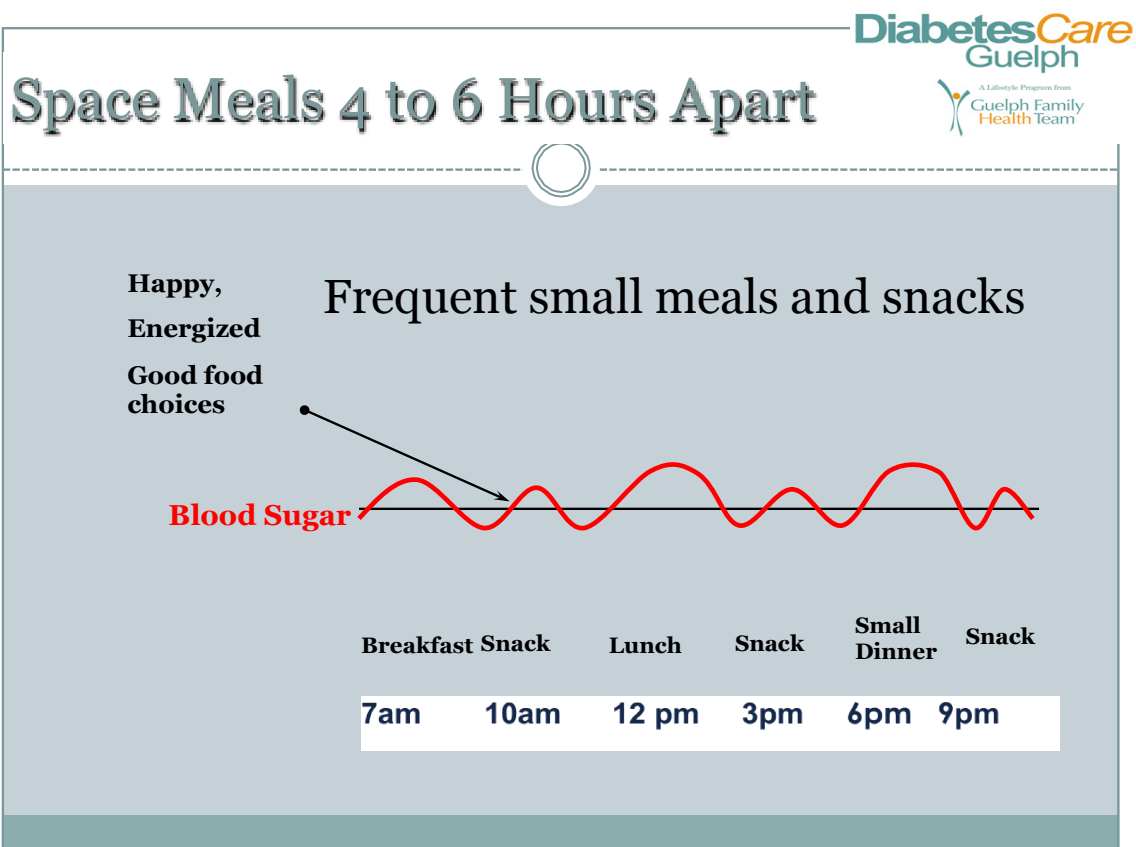 DiabetesCare
Guelph
A Lifestyle Program from
Guelph Family
Health Team
Space Meals 4 to 6 Hours Apart
Happy,
Energized
Good food
choices
Frequent small meals and snacks
Blood Sugar
Breakfast Snack Lunch Snack Small Dinner Snack
7am 10am 12 pm 3pm 6pm 9pm